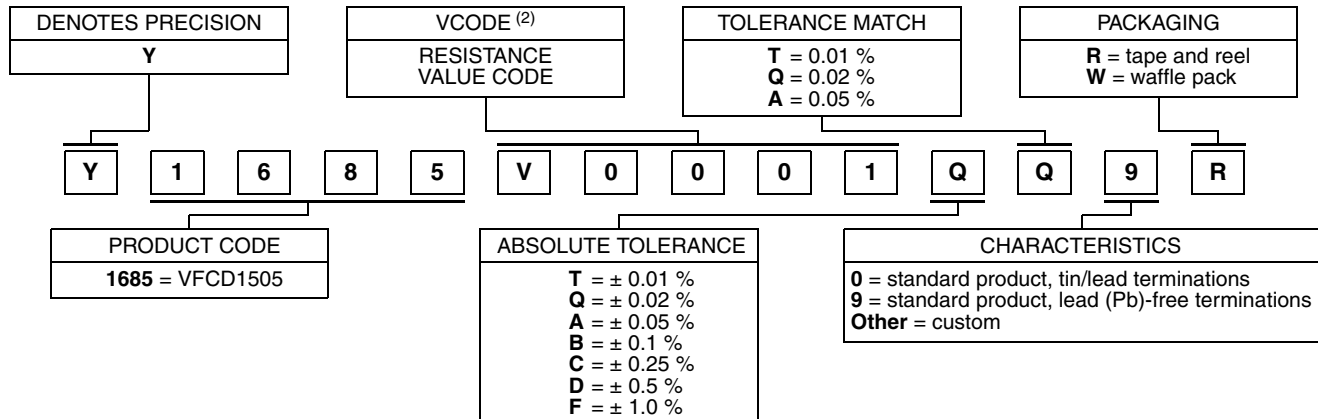 DENOTES PRECISION
Y
VCODE (2)
RESISTANCE
VALUE CODE
TOLERANCE MATCH
T = 0.01 %
Q = 0.02 %
A = 0.05 %
PACKAGING
R = tape and reel
W = waffle pack
Y 1 6 8 5 V 0 0 0 1 Q Q 9 R
PRODUCT CODE
1685 = VFCD1505
ABSOLUTE TOLERANCE
T = ± 0.01 %
Q = ± 0.02 %
A = ± 0.05 %
B = ± 0.1 %
C = ± 0.25 %
D = ± 0.5 %
F = ± 1.0 %
CHARACTERISTICS
0 = standard product, tin/lead terminations
9 = standard product, lead (Pb)-free terminations
Other = custom